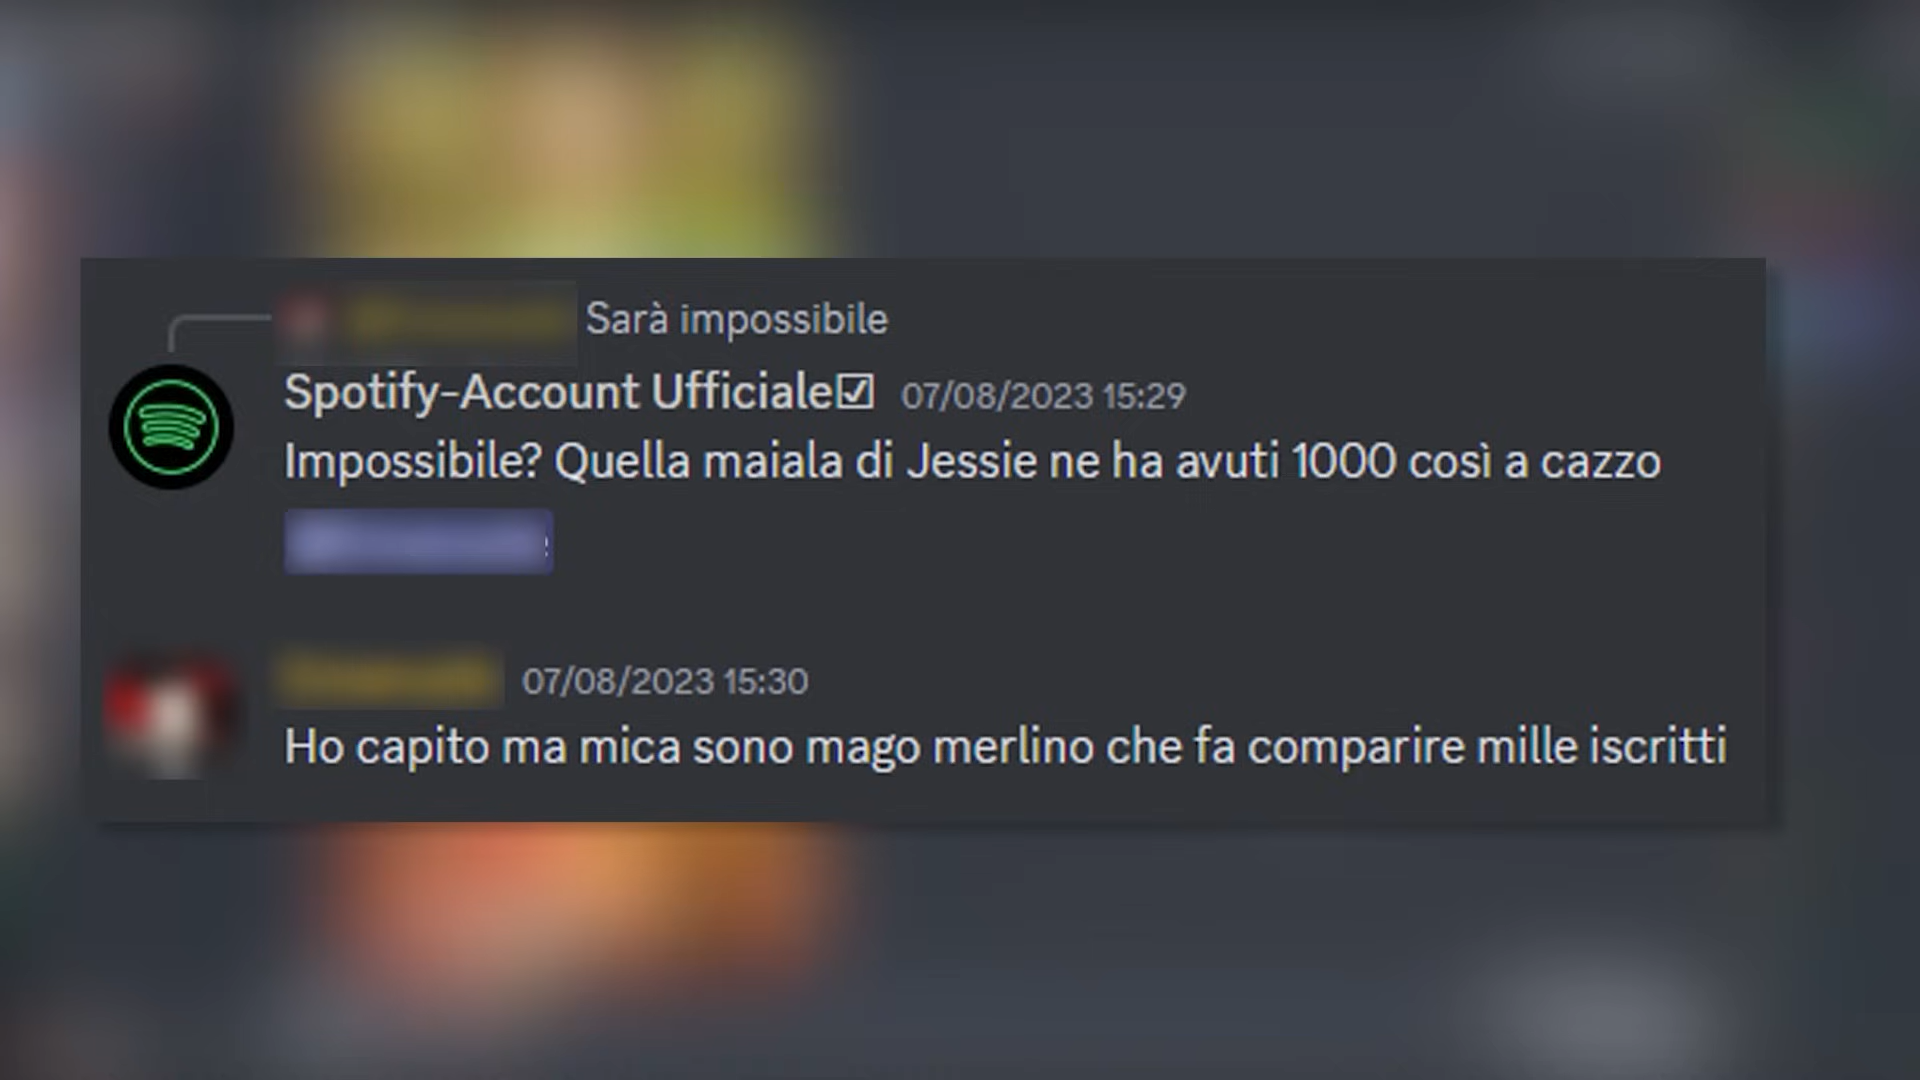 Sarà impossibile
Spotify-Account Ufficiale☑ 07/08/2023 15:29
Impossibile? Quella maiala di Jessie ne ha avuti 1000 così a cazzo
07/08/2023 15:30
Ho capito ma mica sono mago merlino che fa comparire mille iscritti